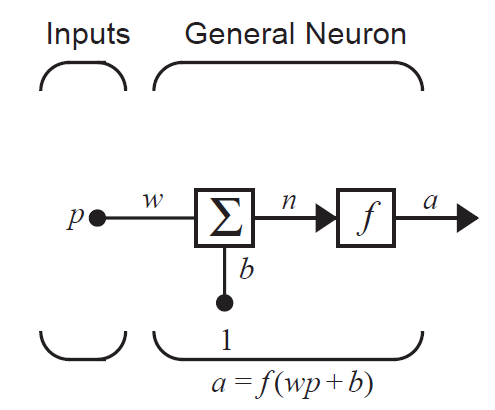 Inputs General Neuron
p w Σ n f a
b
1
a = f(wp + b)